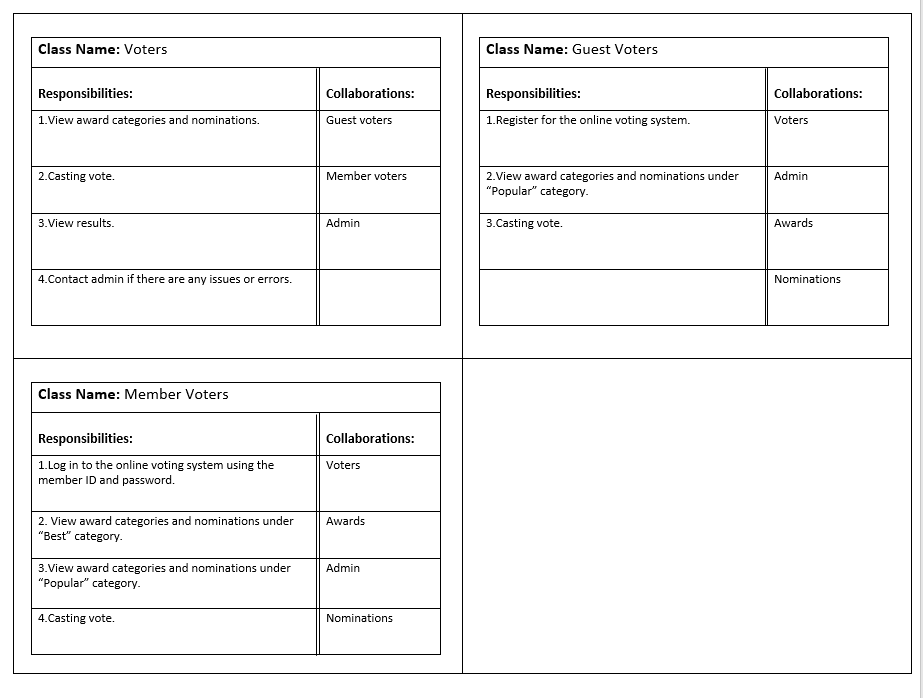 Class Name: Voters
Responsibilities:
Collaborations:
1.View award categories and nominations.
Guest voters
2.Casting vote.
Member voters
3.View results.
Admin
4.Contact admin if there are any issues or errors.
Class Name: Guest Voters
Responsibilities:
Collaborations:
1.Register for the online voting system.
Voters
2.View award categories and nominations under
“Popular” category.
Admin
3.Casting vote.
Awards
Nominations
Class Name: Member Voters
Responsibilities:
Collaborations:
1.Log in to the online voting system using the
member ID and password.
Voters
2. View award categories and nominations under
“Best” category.
Awards
3.View award categories and nominations under
“Popular” category.
Admin
4.Casting vote.
Nominations